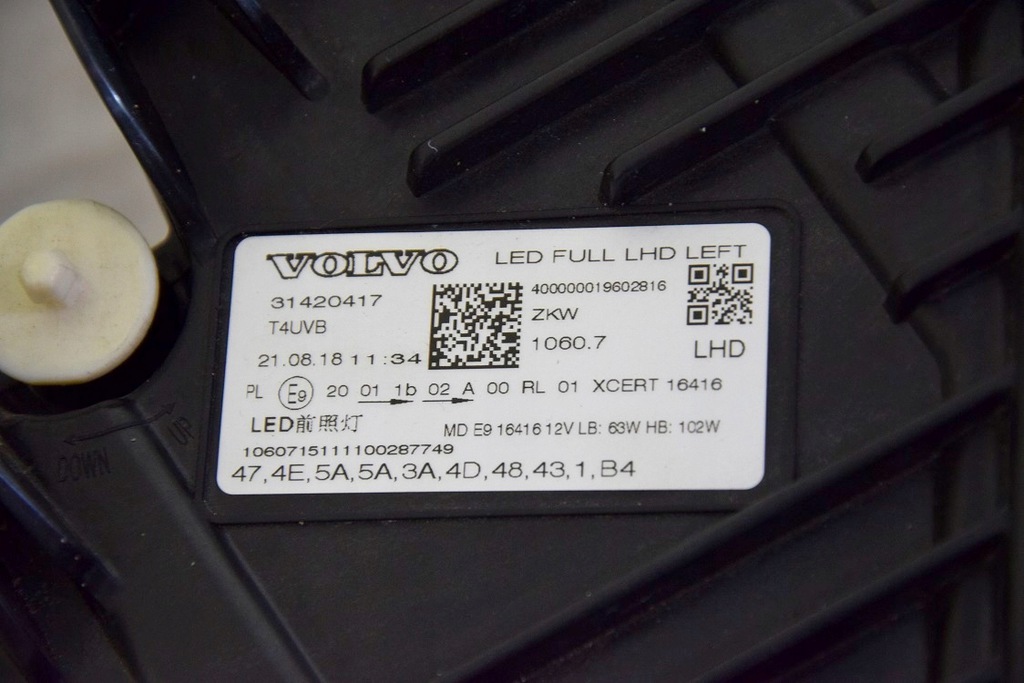 VOLVO LED FULL LHD LEFT
31420417 400000019602816
T4UVB ZKW
21.08.18 11:34 1060.7 LHD
PL E9 20 01 1b 02 A 00 RL 01 XCERT 16416
LED前照灯 MD E9 16416 12V LB: 63W HB: 102W
1060715111100287749
47,4E,5A,5A,3A,4D,48,43,1,B4
UP
DOWN